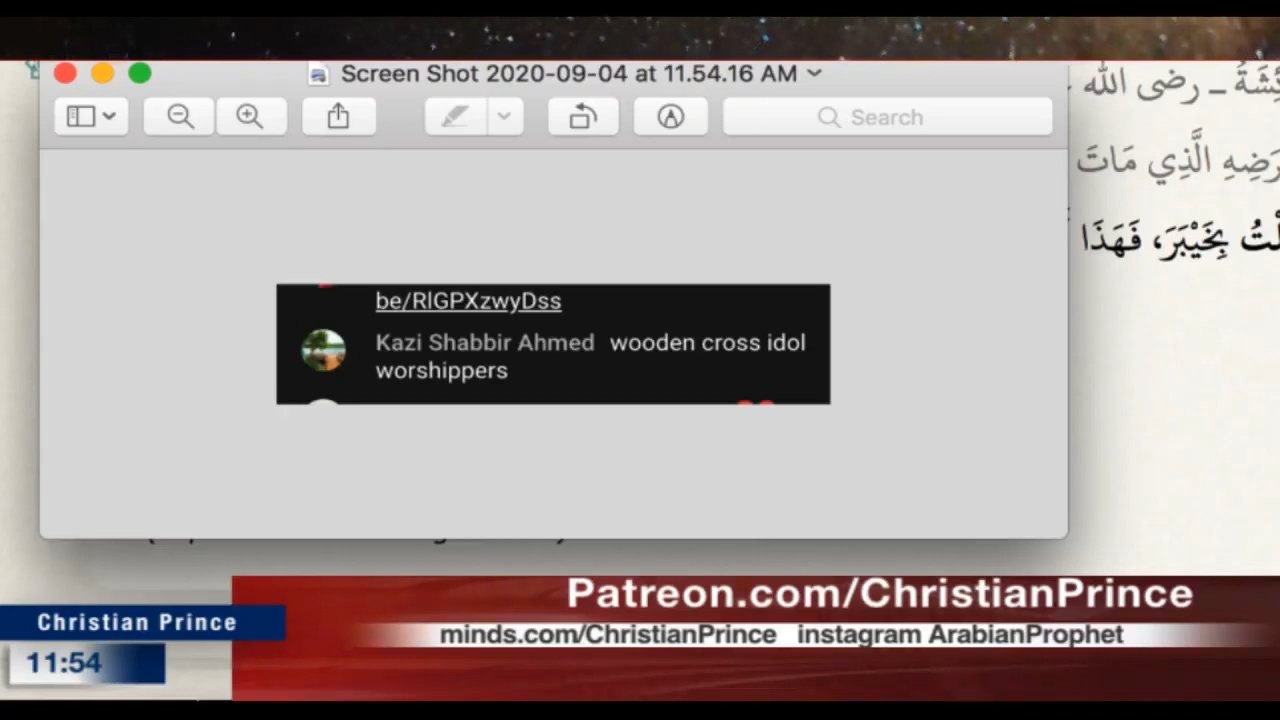 Screen Shot 2020-09-04 at 11.54.16 AM
Search
ـ رضى الله
الَّذِي مَاتَ
بِخَيْبَرَ، فَهَذَا
be/RlGPXzwyDss
Kazi Shabbir Ahmed wooden cross idol
worshippers
Patreon.com/ChristianPrince
Christian Prince
minds.com/ChristianPrince instagram ArabianProphet
11:54